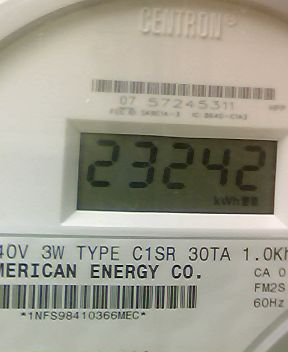 CENTRON®
07 57245311
23242
kWh
40V 3W TYPE C1SR 30TA 1.0Kh
MERICAN ENERGY CO.
CA 0
FM2S
60Hz
*1NFS98410366MEC*